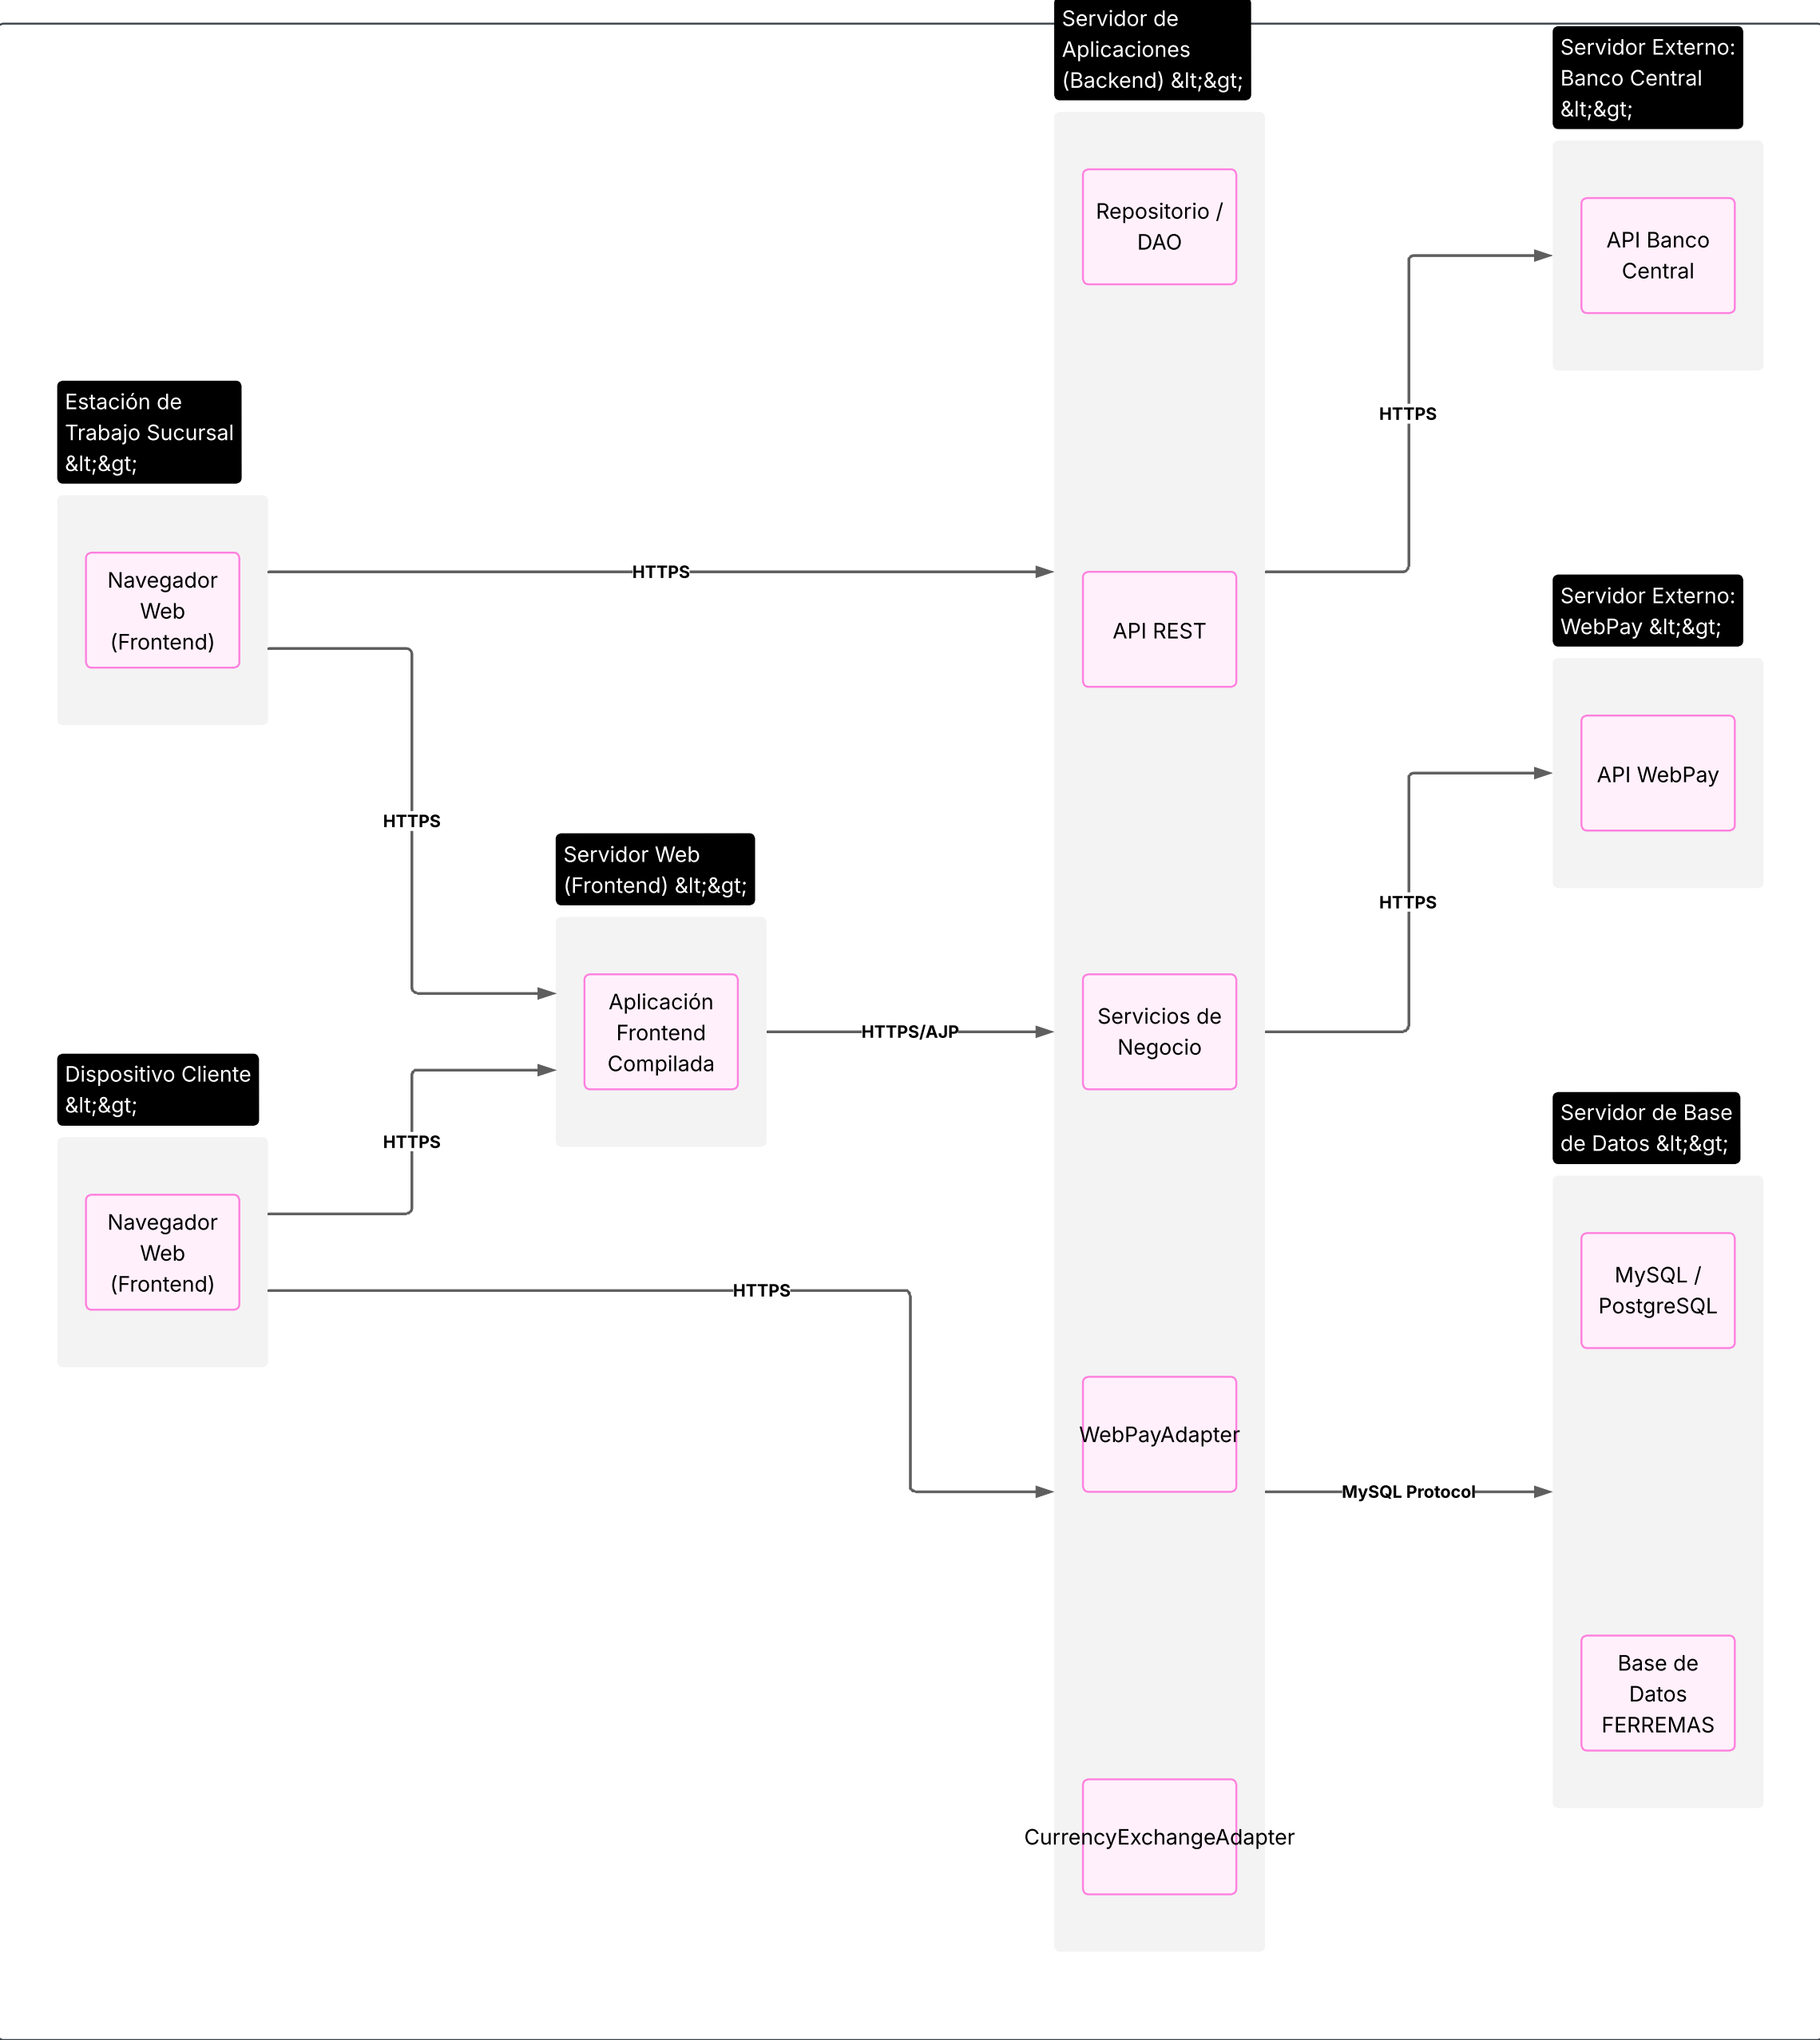 Servidor de
Aplicaciones
(Backend) &lt;&gt;
Servidor Externo:
Banco Central
&lt;&gt;
Repositorio /
DAO
API Banco
Central
HTTPS
Estación de
Trabajo Sucursal
&lt;&gt;
Navegador
Web
(Frontend)
HTTPS
API REST
Servidor Externo:
WebPay &lt;&gt;
API WebPay
HTTPS
HTTPS
Servidor Web
(Frontend) &lt;&gt;
Aplicación
Frontend
Compilada
HTTPS/AJP
Servicios de
Negocio
Dispositivo Cliente
&lt;&gt;
HTTPS
Navegador
Web
(Frontend)
HTTPS
Servidor de Base
de Datos &lt;&gt;
MySQL /
PostgreSQL
WebPayAdapter
MySQL Protocol
Base de
Datos
FERREMAS
CurrencyExchangeAdapter